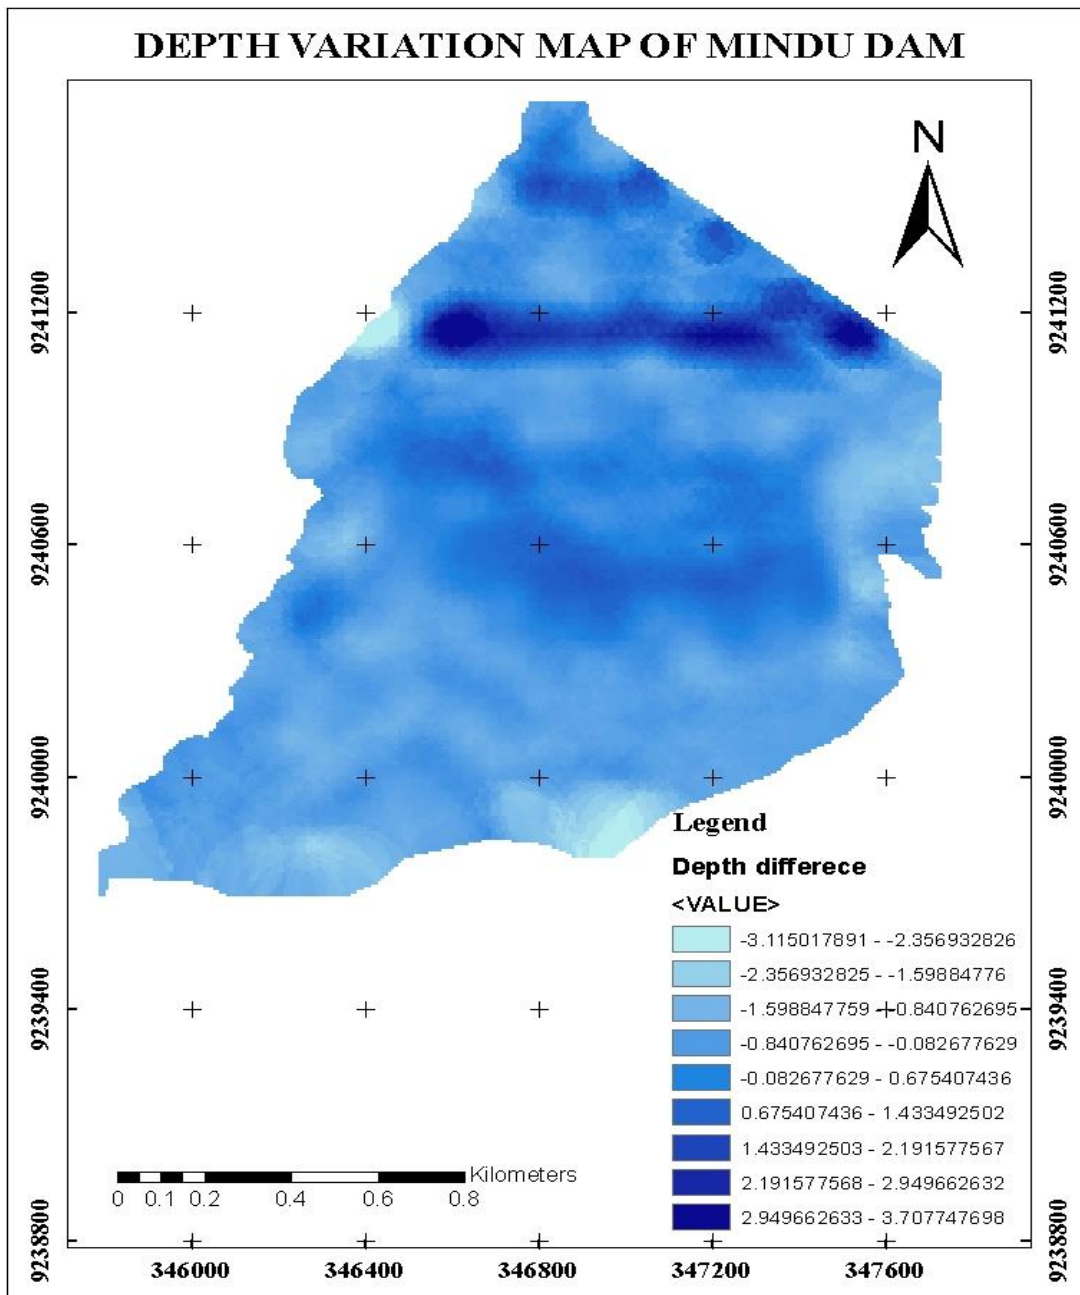 DEPTH VARIATION MAP OF MINDU DAM
N
9241200
9241200
9240600
9240600
9240000
9240000
9239400
9239400
9238800
9238800
Legend
Depth differece
<VALUE>
-3.115017891 - -2.356932826
-2.356932825 - -1.59884776
-1.598847759 - -0.840762695
-0.840762695 - -0.082677629
-0.082677629 - 0.675407436
0.675407436 - 1.433492502
1.433492503 - 2.191577567
2.191577568 - 2.949662632
2.949662633 - 3.707747698
Kilometers
0 0.1 0.2 0.4 0.6 0.8
346000 346400 346800 347200 347600